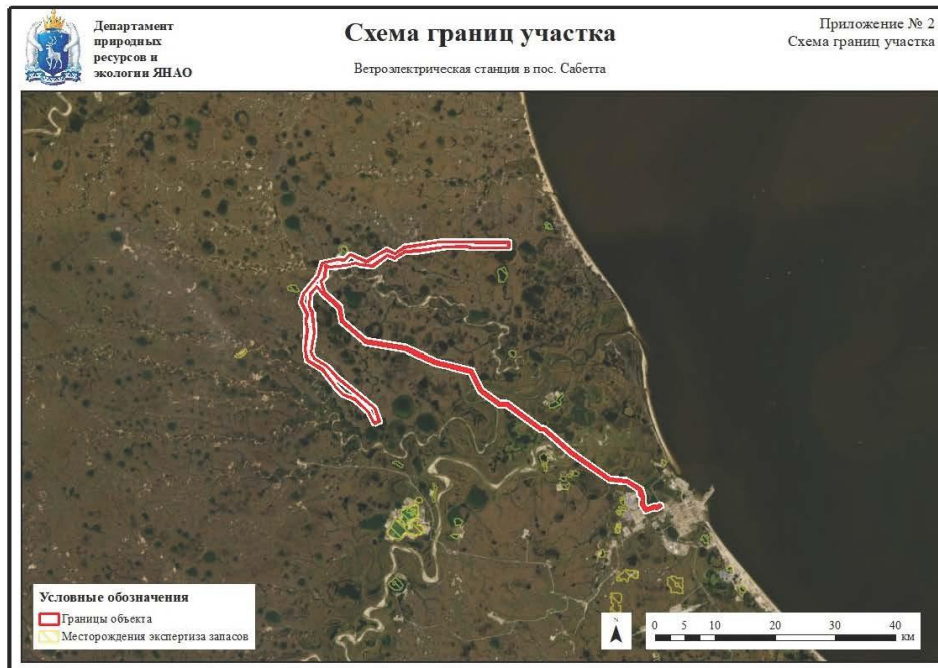 Департамент
природных
ресурсов и
экологии ЯНАО
Схема границ участка
Ветроэлектрическая станция в пос. Сабетта
Приложение № 2
Схема границ участка
Условные обозначения
Границы объекта
Месторождения экспертиза запасов
N
0 5 10 20 30 40
км